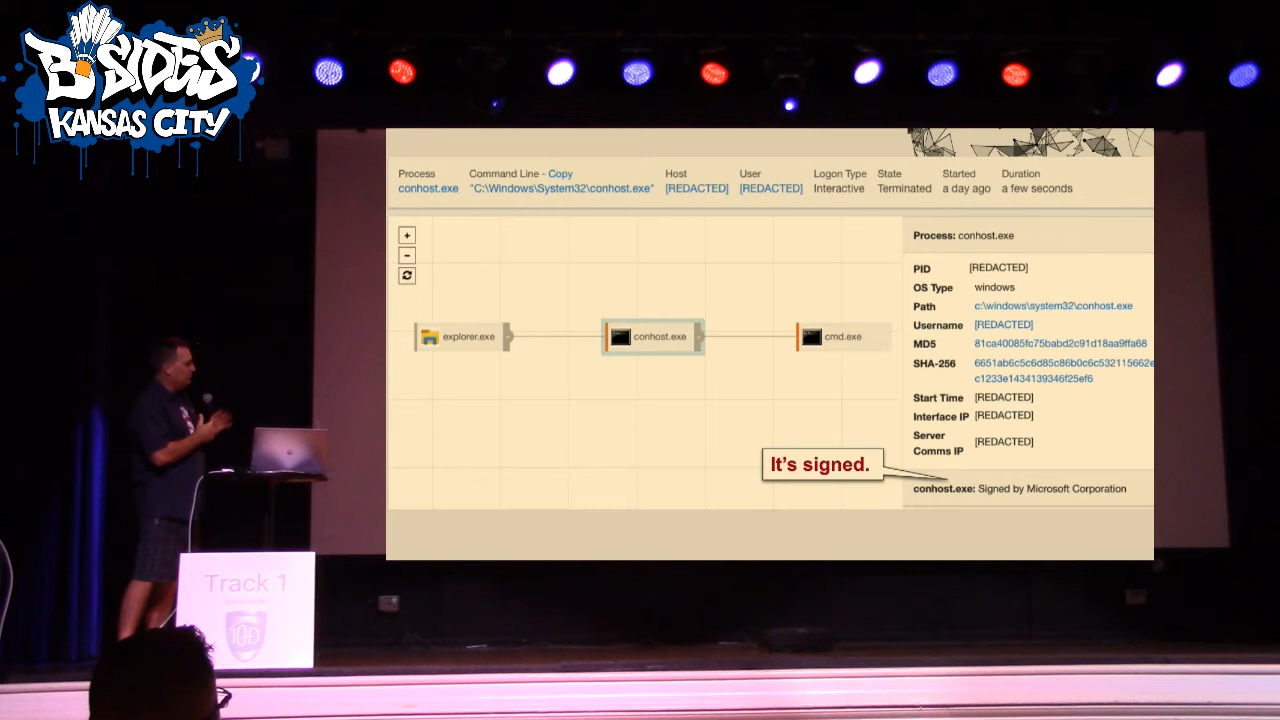 B-SIDES
KANSAS CITY
Process Command Line - Copy Host User Logon Type State Started Duration
conhost.exe "C:\Windows\System32\conhost.exe" [REDACTED] [REDACTED] Interactive Terminated a day ago a few seconds
+
-
explorer.exe
conhost.exe
cmd.exe
Process: conhost.exe
PID [REDACTED]
OS Type windows
Path c:\windows\system32\conhost.exe
Username [REDACTED]
MD5 81ca40085fc75babd2c91d18aa9ffa68
SHA-256 6651ab6c5c6d85c86b0c6c532115662e
c1233e1434139346f25ef6
Start Time [REDACTED]
Interface IP [REDACTED]
Server
Comms IP [REDACTED]
It's signed.
conhost.exe: Signed by Microsoft Corporation
Track 1